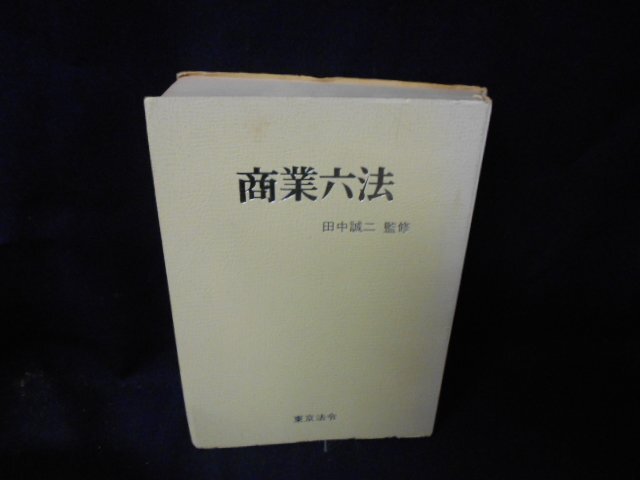 商業六法
田中誠二 監修
東京法令